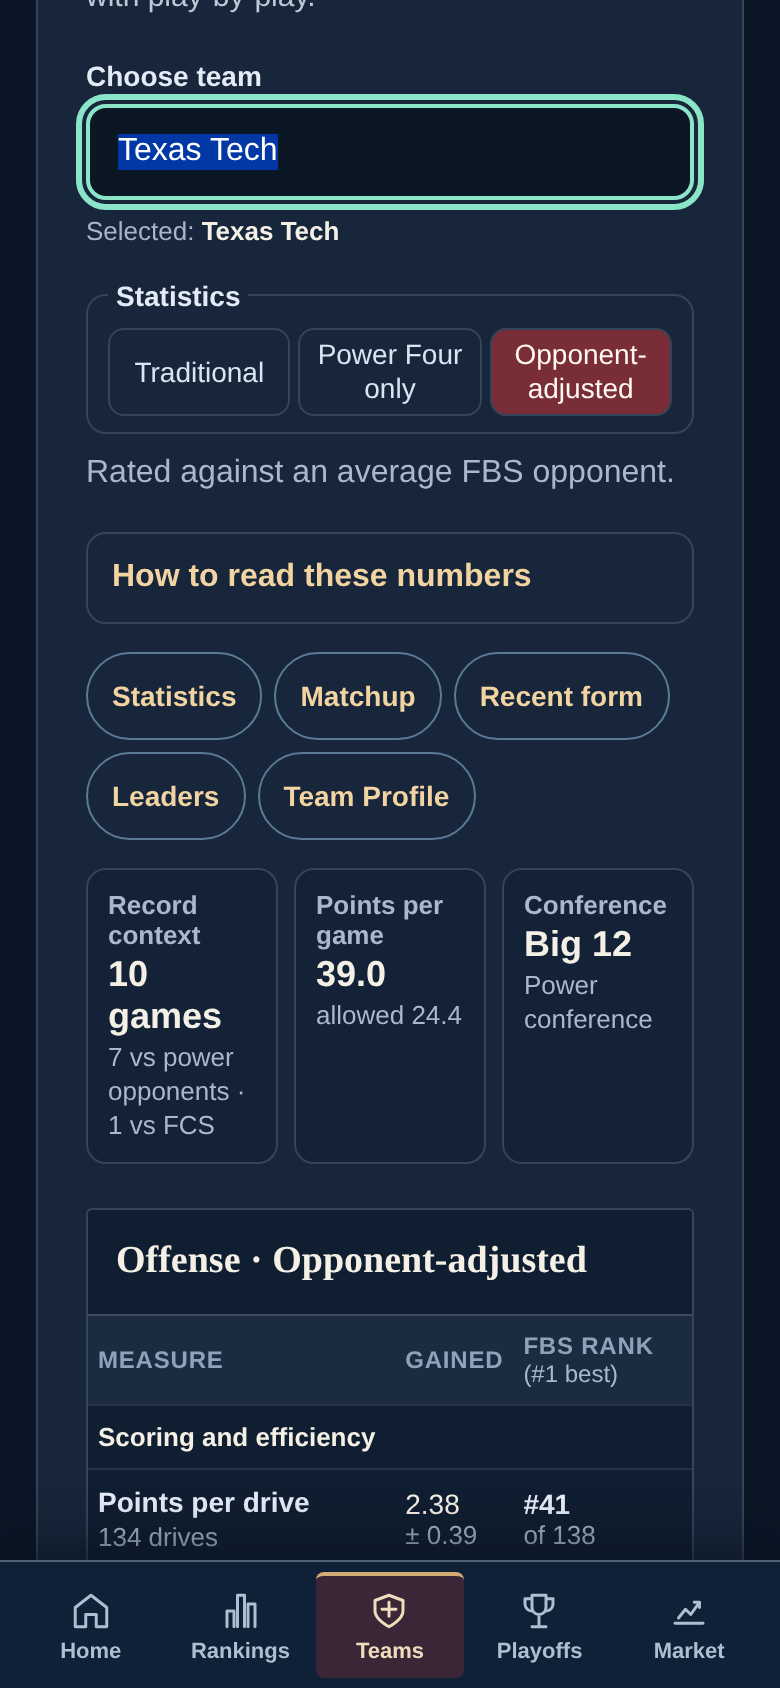 with play-by-play.
Choose team
Texas Tech
Selected: Texas Tech
Statistics
Traditional
Power Four
only
Opponent-
adjusted
Rated against an average FBS opponent.
How to read these numbers
Statistics
Matchup
Recent form
Leaders
Team Profile
Record
context
10
games
7 vs power
opponents ·
1 vs FCS
Points per
game
39.0
allowed 24.4
Conference
Big 12
Power
conference
Offense · Opponent-adjusted
MEASURE
GAINED
FBS RANK
(#1 best)
Scoring and efficiency
Points per drive
134 drives
2.38
± 0.39
#41
of 138
Home
Rankings
Teams
Playoffs
Market